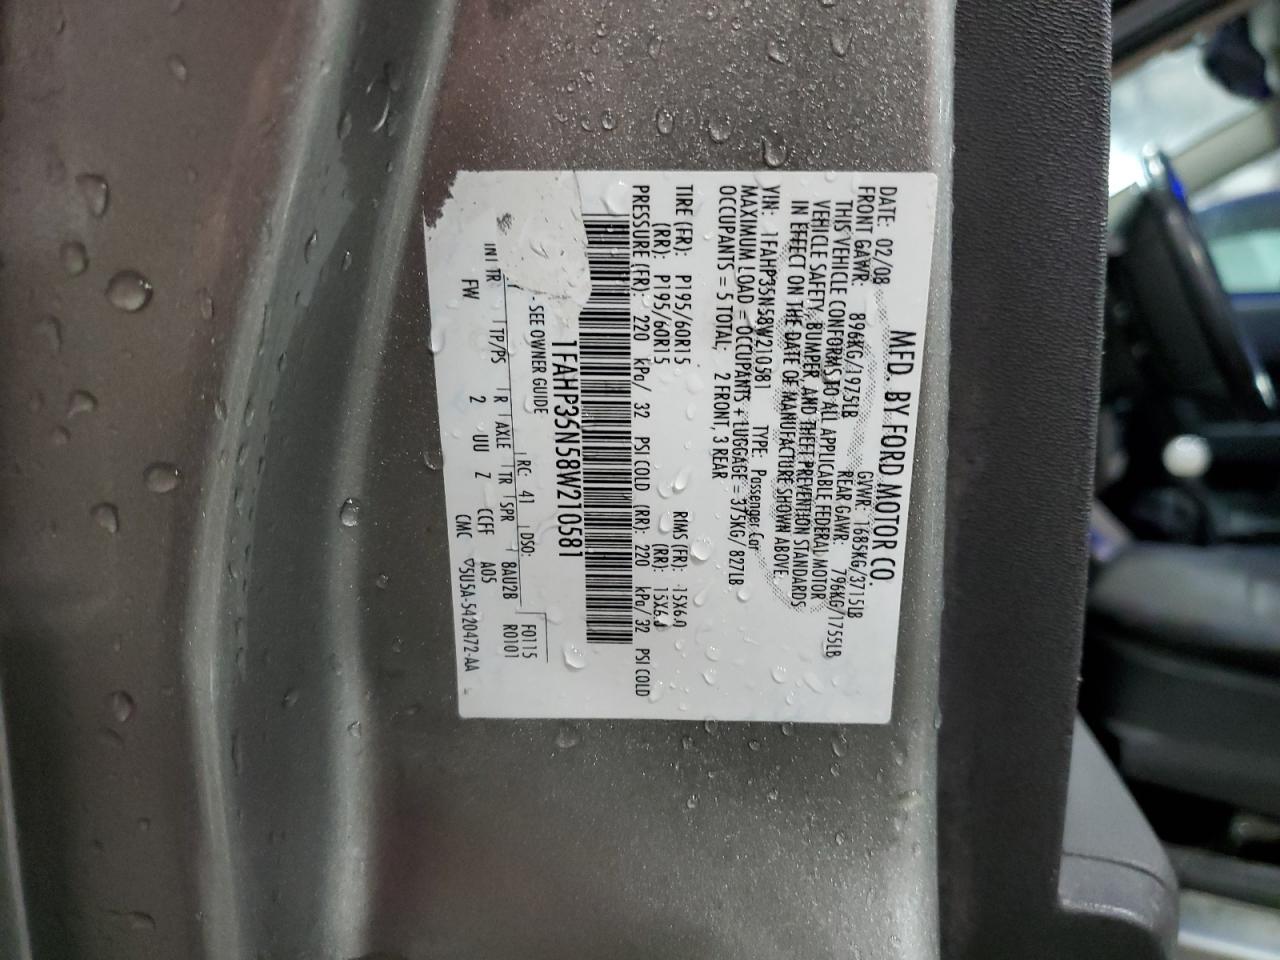 MFD. BY FORD MOTOR CO.
DATE: 02/08 GVWR: 1685KG/3715LB
FRONT GAWR: 896KG/1975LB REAR GAWR: 796KG/1755LB
THIS VEHICLE CONFORMS TO ALL APPLICABLE FEDERAL MOTOR
VEHICLE SAFETY, BUMPER, AND THEFT PREVENTION STANDARDS
IN EFFECT ON THE DATE OF MANUFACTURE SHOWN ABOVE.
VIN: 1FAHP35N58W210581 TYPE: Passenger Car
MAXIMUM LOAD = OCCUPANTS + LUGGAGE = 375KG/ 827LB
OCCUPANTS = 5 TOTAL; 2 FRONT, 3 REAR
TIRE (FR): P195/60R15 RIMS (FR): 15X6.0
(RR): P195/60R15 (RR): 15X6.0
PRESSURE (FR): 220 kPa/ 32 PSI COLD (RR): 220 kPa/ 32 PSI COLD
1FAHP35N58W210581
-SEE OWNER GUIDE
F0115
RC: 41 DSO: R0101
INT TR TP/PS R AXLE TR SPR BAU2B
FW 2 UU Z CCFF A05
CMC 5U5A-5420472-AA